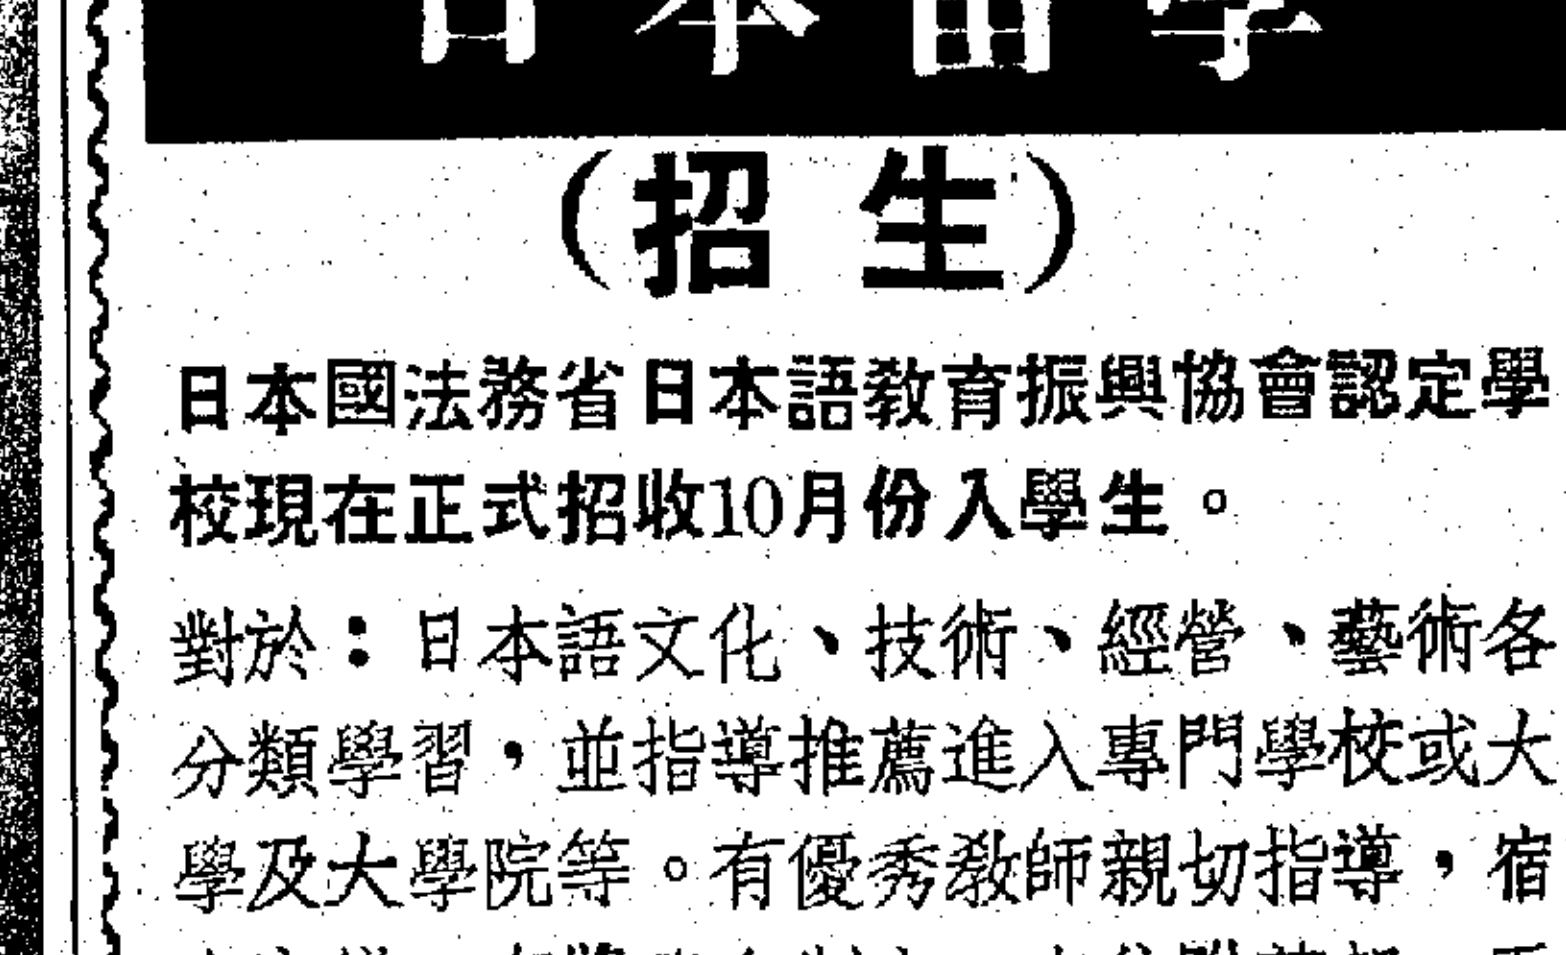 日本留學
（招生）
日本國法務省日本語教育振興協會認定學
校現在正式招收10月份入學生。
對於：日本語文化、技術、經營、藝術各
分類學習，並指導推薦進入專門學校或大
學及大學院等。有優秀教師親切指導，宿